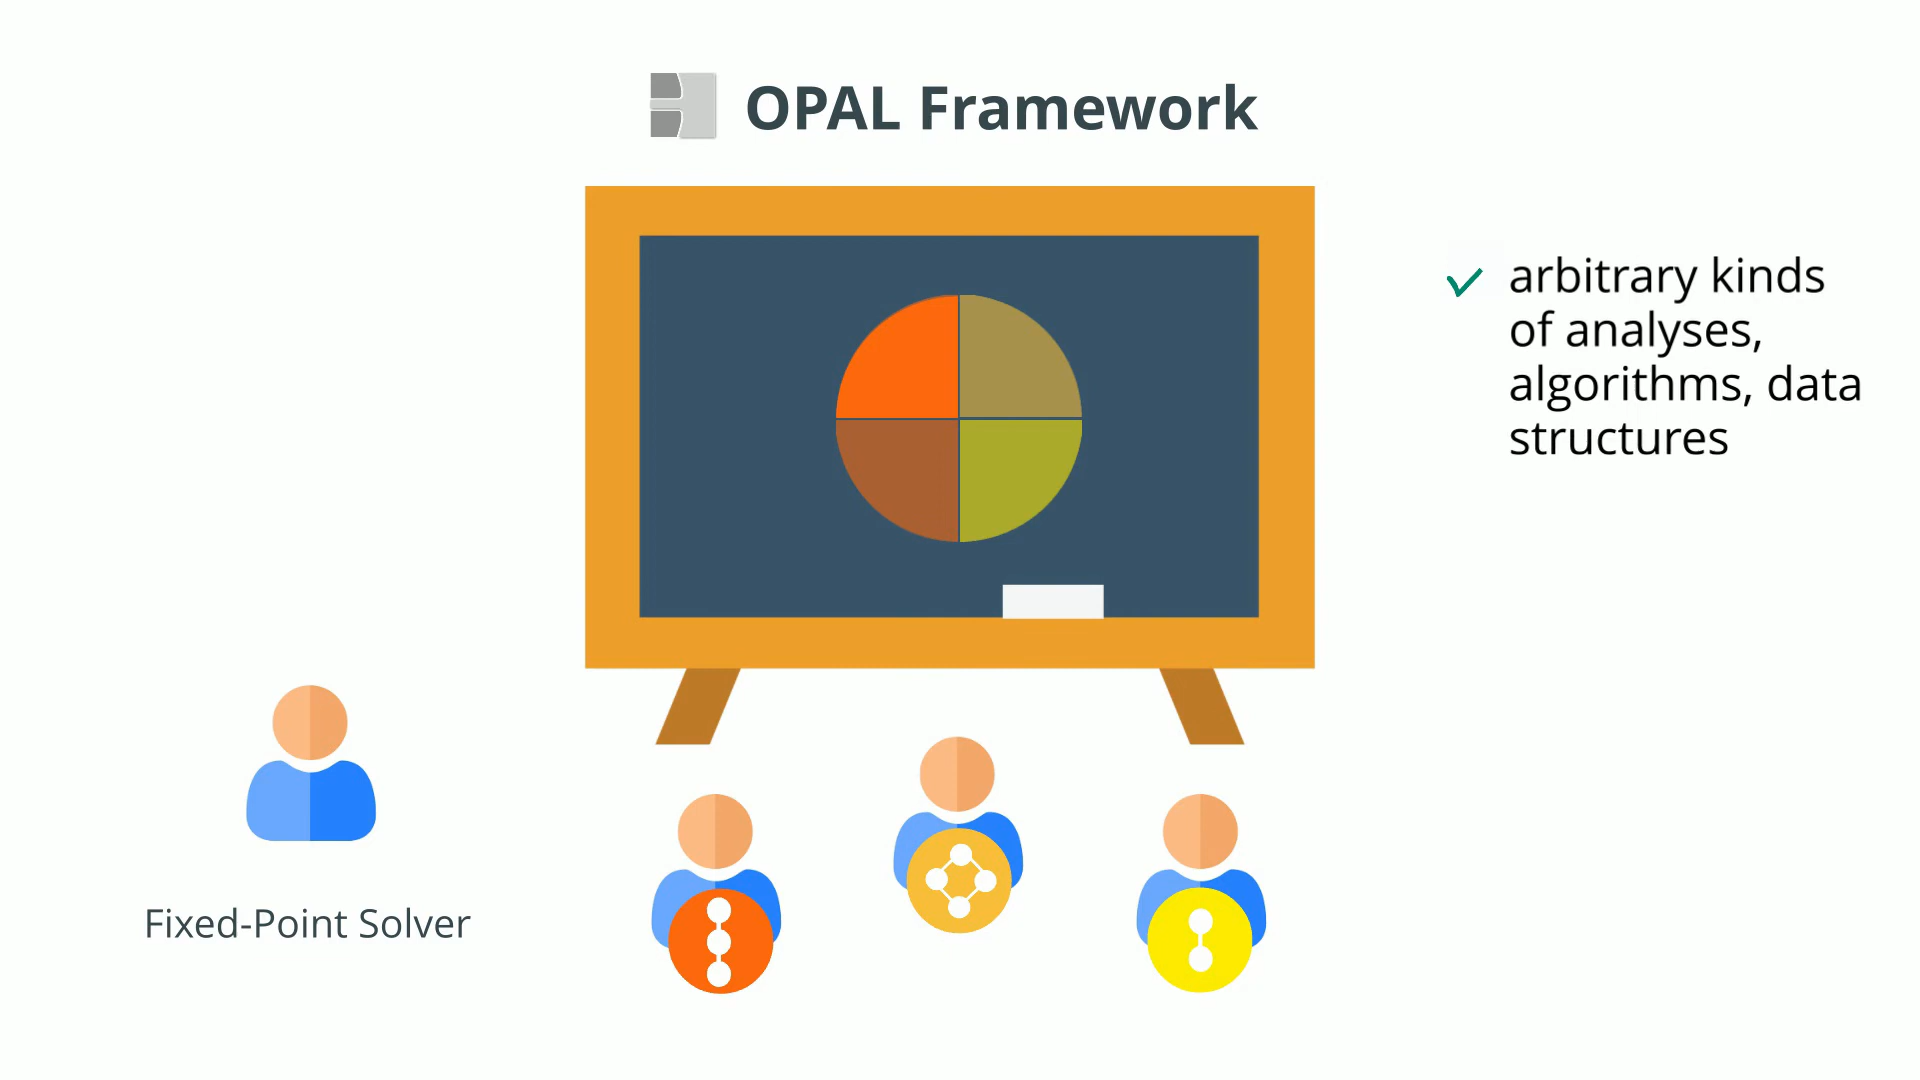 OPAL Framework
arbitrary kinds
of analyses,
algorithms, data
structures
Fixed-Point Solver